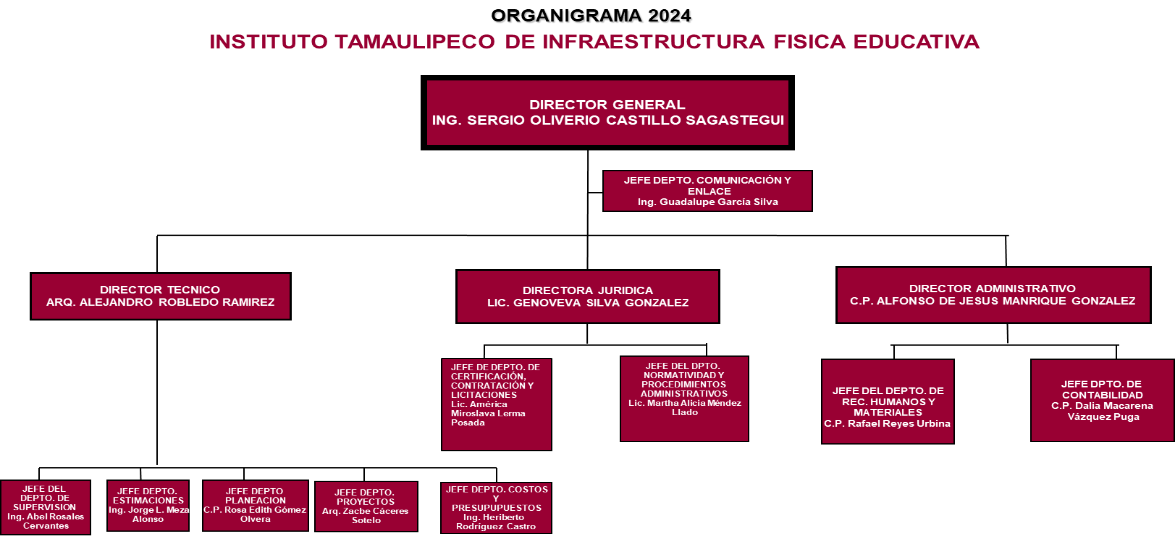 ORGANIGRAMA 2024
INSTITUTO TAMAULIPECO DE INFRAESTRUCTURA FISICA EDUCATIVA
DIRECTOR GENERAL
ING. SERGIO OLIVERIO CASTILLO SAGASTEGUI
JEFE DEPTO. COMUNICACIÓN Y
ENLACE
Ing. Guadalupe García Silva
DIRECTOR TECNICO
ARQ. ALEJANDRO ROBLEDO RAMIREZ
DIRECTORA JURIDICA
LIC. GENOVEVA SILVA GONZALEZ
DIRECTOR ADMINISTRATIVO
C.P. ALFONSO DE JESUS MANRIQUE GONZALEZ
JEFE DE DEPTO. DE
CERTIFICACIÓN,
CONTRATACIÓN Y
LICITACIONES
Lic. América
Miroslava Lerma
Posada
JEFE DEL DPTO.
NORMATIVIDAD Y
PROCEDIMIENTOS
ADMINISTRATIVOS
Lic. Martha Alicia Méndez
Llado
JEFE DEL DEPTO. DE
REC. HUMANOS Y
MATERIALES
C.P. Rafael Reyes Urbina
JEFE DPTO. DE
CONTABILIDAD
C.P. Dalia Macarena
Vázquez Puga
JEFE DEL
DEPTO. DE
SUPERVISION
Ing. Abel Rosales
Cervantes
JEFE DEPTO.
ESTIMACIONES
Ing. Jorge L. Meza
Alonso
JEFE DEPTO
PLANEACION
C.P. Rosa Edith Gómez
Olvera
JEFE DEPTO.
PROYECTOS
Arq. Zacbe Cáceres
Sotelo
JEFE DEPTO. COSTOS
Y
PRESUPUPUESTOS
Ing. Heriberto
Rodríguez Castro